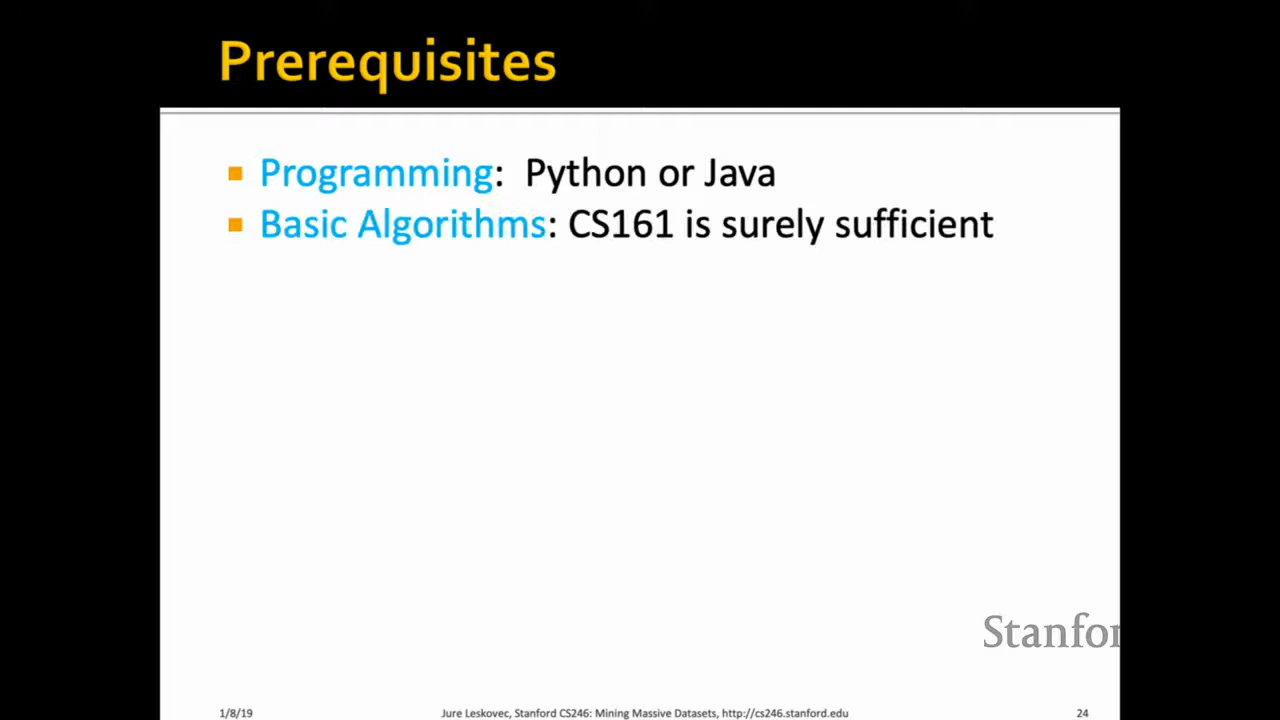 Prerequisites
Programming: Python or Java
Basic Algorithms: CS161 is surely sufficient
Stanfor
1/8/19
Jure Leskovec, Stanford CS246: Mining Massive Datasets, http://cs246.stanford.edu
24